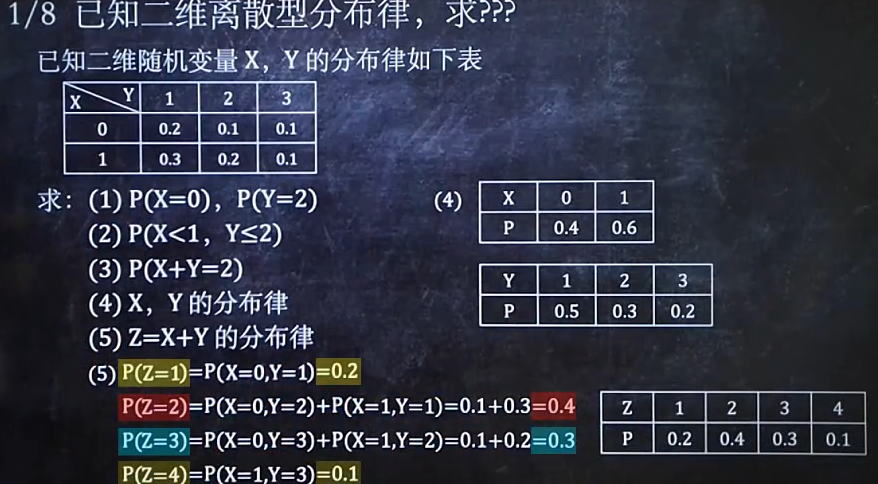 1/8 已知二维离散型分布律，求???
已知二维随机变量 X，Y 的分布律如下表
X Y 1 2 3
0 0.2 0.1 0.1
1 0.3 0.2 0.1
求：(1) P(X=0)，P(Y=2)
(2) P(X<1，Y≤2)
(3) P(X+Y=2)
(4) X，Y 的分布律
(5) Z=X+Y 的分布律
(4) X 0 1
P 0.4 0.6
Y 1 2 3
P 0.5 0.3 0.2
(5) P(Z=1)=P(X=0,Y=1)=0.2
P(Z=2)=P(X=0,Y=2)+P(X=1,Y=1)=0.1+0.3=0.4
P(Z=3)=P(X=0,Y=3)+P(X=1,Y=2)=0.1+0.2=0.3
P(Z=4)=P(X=1,Y=3)=0.1
Z 1 2 3 4
P 0.2 0.4 0.3 0.1